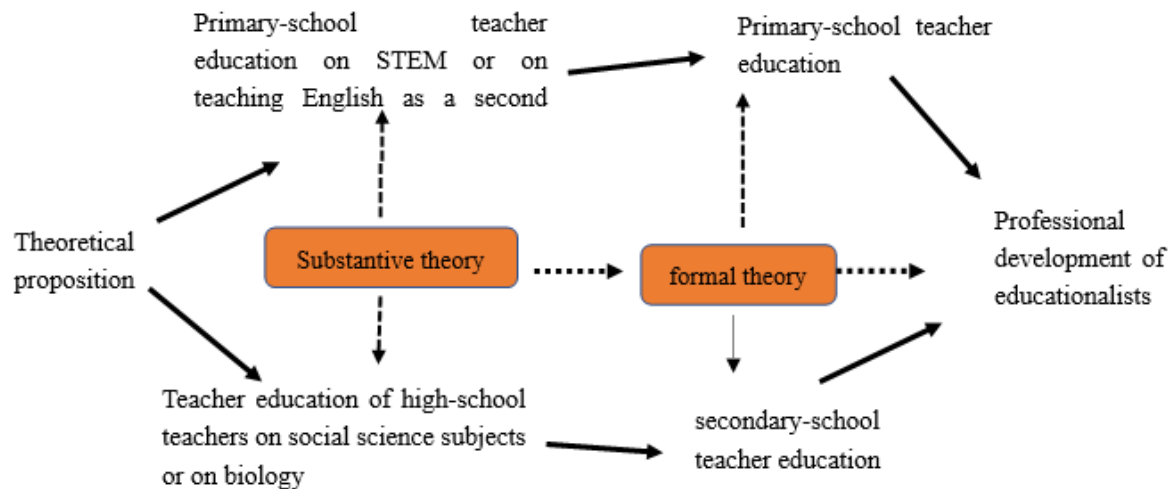 Primary-school teacher
education on STEM or on
teaching English as a second
Primary-school teacher
education
Theoretical
proposition
Substantive theory
formal theory
Professional
development of
educationalists
Teacher education of high-school
teachers on social science subjects
or on biology
secondary-school
teacher education